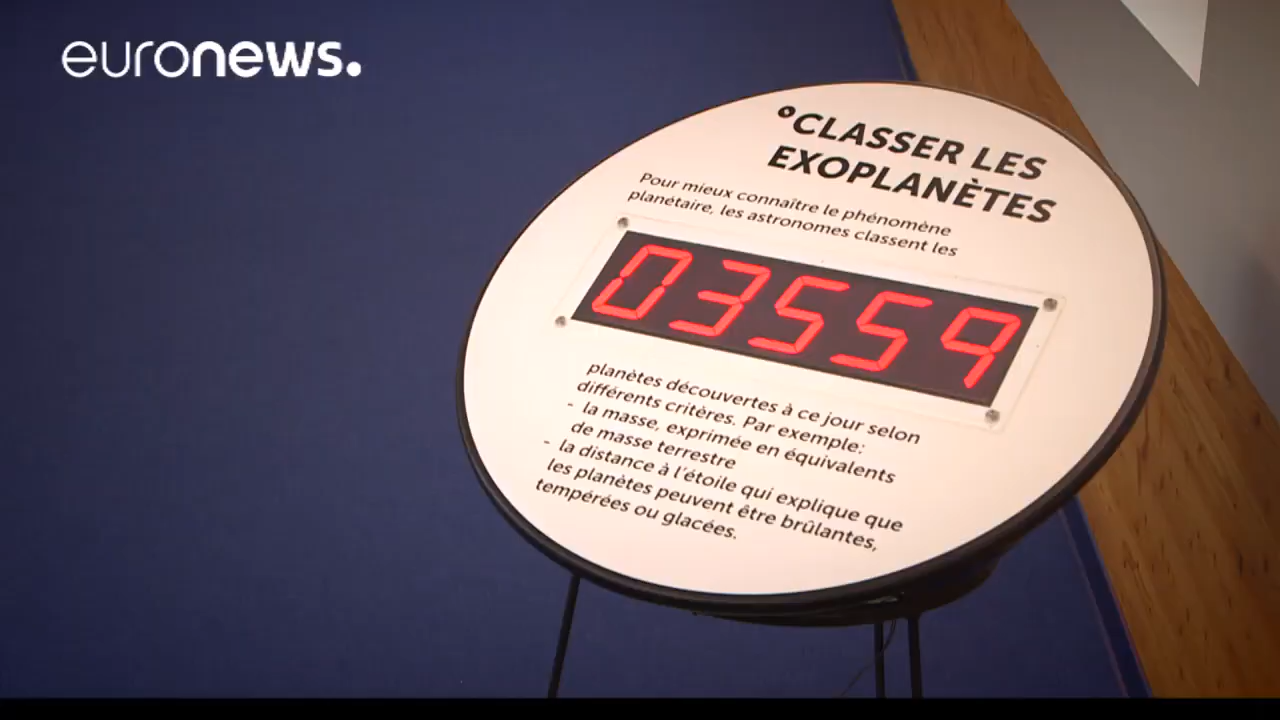 euronews.
°CLASSER LES
EXOPLANÈTES
Pour mieux connaître le phénomène
planétaire, les astronomes classent les
03559
planètes découvertes à ce jour selon
différents critères. Par exemple:
- la masse, exprimée en équivalents
de masse terrestre
- la distance à l'étoile qui explique que
les planètes peuvent être brûlantes,
tempérées ou glacées.